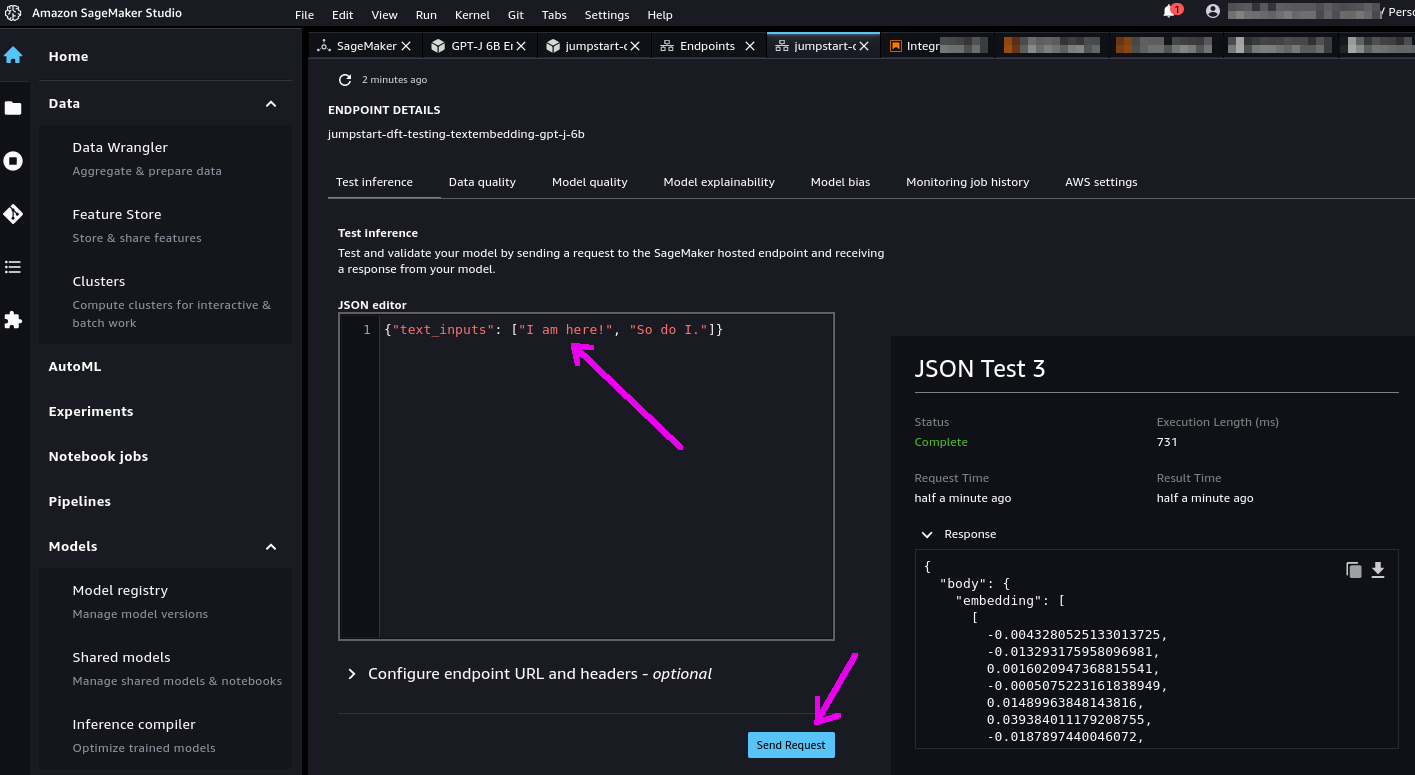 Amazon SageMaker Studio
File Edit View Run Kernel Git Tabs Settings Help
1
/ Perso
SageMaker
GPT-J 6B En
jumpstart-d
Endpoints
jumpstart-d
Integr
Home
Data
Data Wrangler
Aggregate & prepare data
Feature Store
Store & share features
Clusters
Compute clusters for interactive &
batch work
AutoML
Experiments
Notebook jobs
Pipelines
Models
Model registry
Manage model versions
Shared models
Manage shared models & notebooks
Inference compiler
Optimize trained models
2 minutes ago
ENDPOINT DETAILS
jumpstart-dft-testing-textembedding-gpt-j-6b
Test inference Data quality Model quality Model explainability Model bias Monitoring job history AWS settings
Test inference
Test and validate your model by sending a request to the SageMaker hosted endpoint and receiving
a response from your model.
JSON editor
1 {"text_inputs": ["I am here!", "So do I."]}
Configure endpoint URL and headers - optional
Send Request
JSON Test 3
Status
Complete
Execution Length (ms)
731
Request Time
half a minute ago
Result Time
half a minute ago
Response
{
"body": {
"embedding": [
[
-0.0043280525133013725,
-0.013293175958096981,
0.0016020947368815541,
-0.0005075223161838949,
0.01489963848143816,
0.039384011179208755,
-0.0187897440046072,